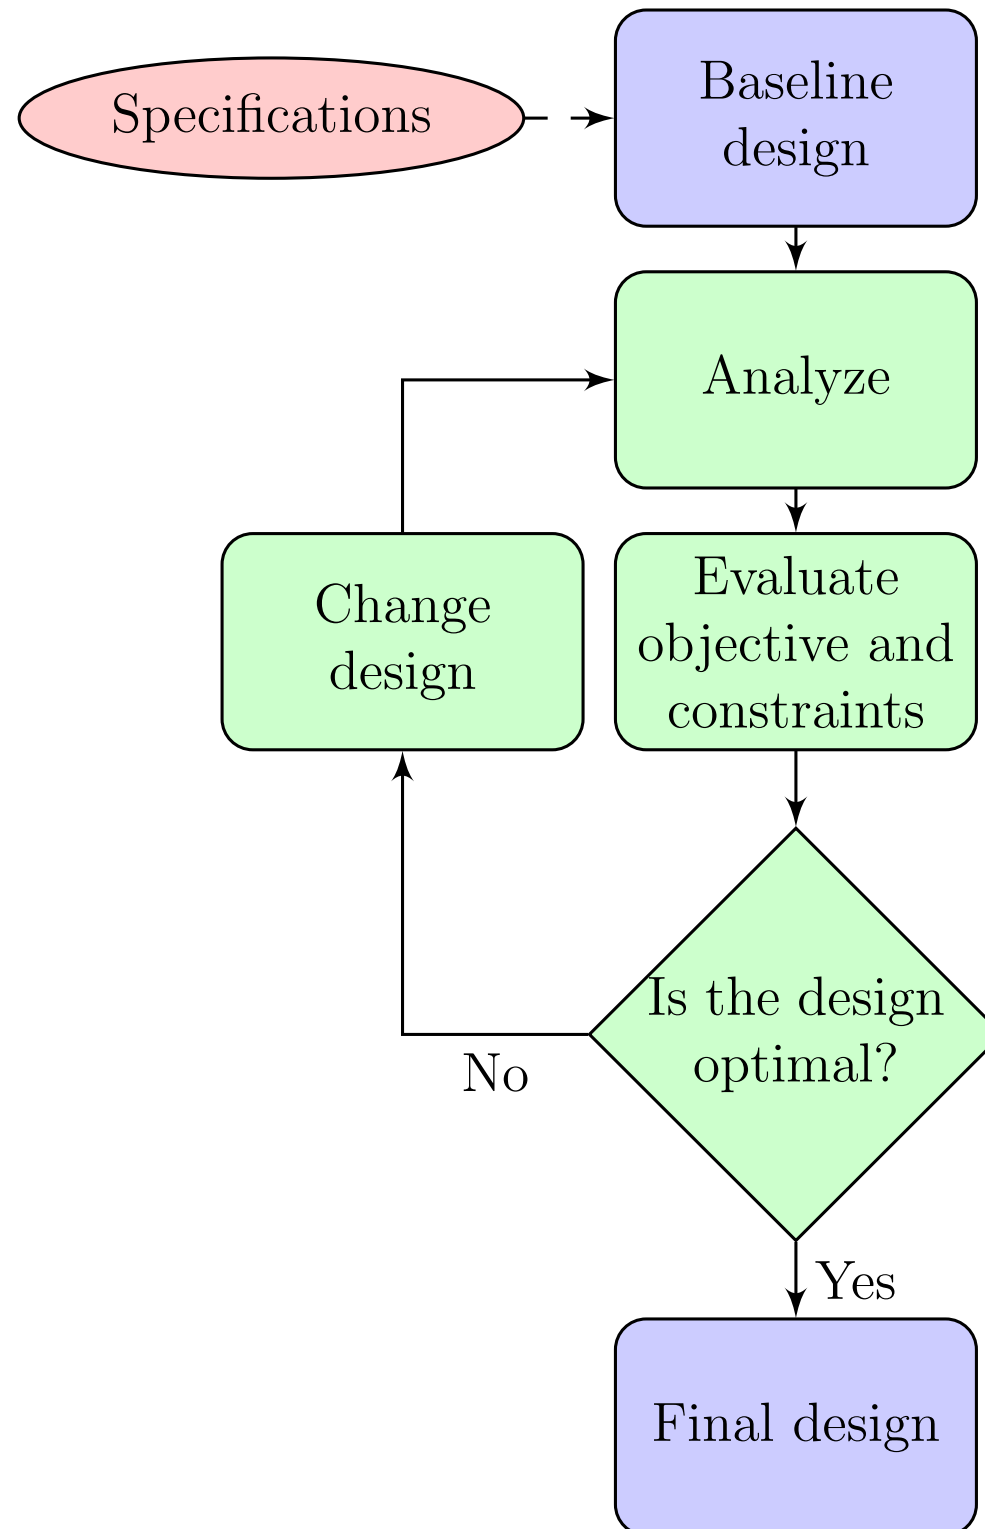 Specifications
Baseline
design
Analyze
Change
design
Evaluate
objective and
constraints
Is the design
optimal?
No
Yes
Final design